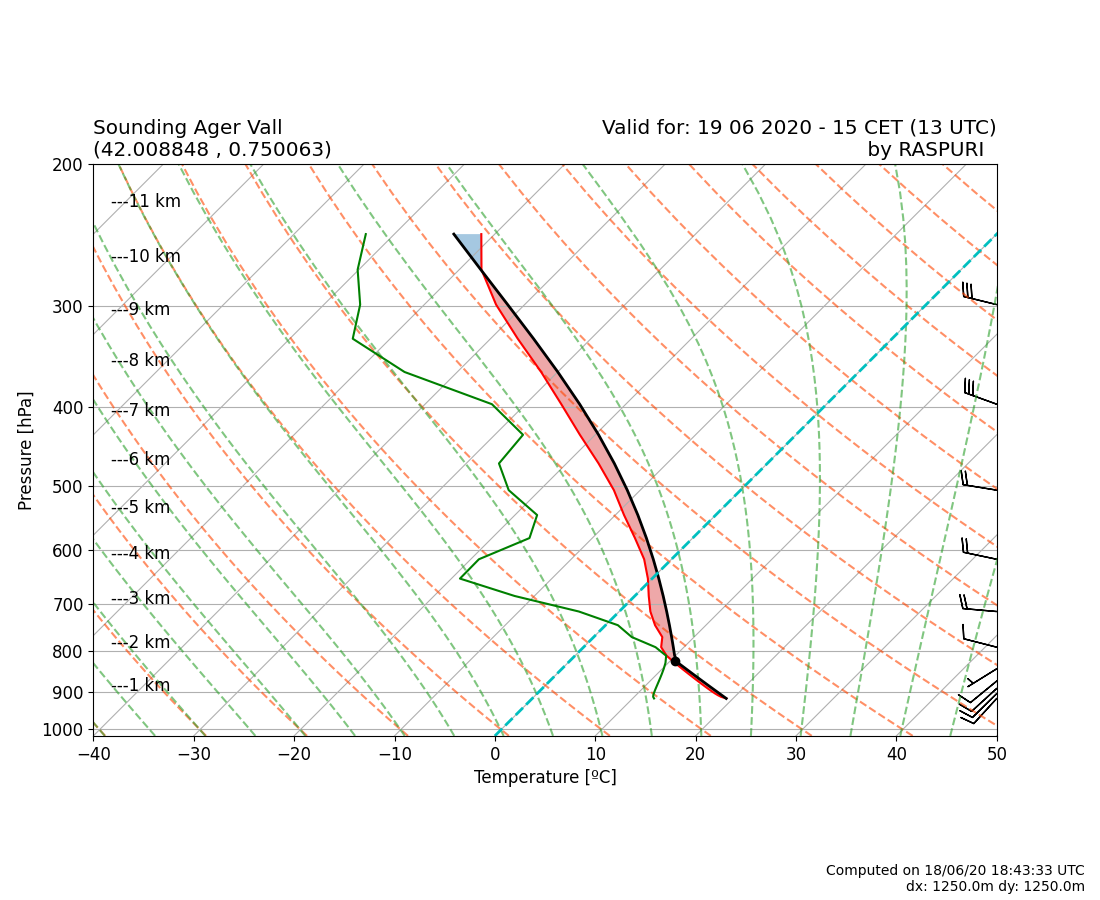 Sounding Ager Vall
(42.008848 , 0.750063)
Valid for: 19 06 2020 - 15 CET (13 UTC)
by RASPURI
200
300
400
500
600
700
800
900
1000
Pressure [hPa]
---11 km
---10 km
---9 km
---8 km
---7 km
---6 km
---5 km
---4 km
---3 km
---2 km
---1 km
−40
−30
−20
−10
0
10
20
30
40
50
Temperature [ºC]
Computed on 18/06/20 18:43:33 UTC
dx: 1250.0m dy: 1250.0m